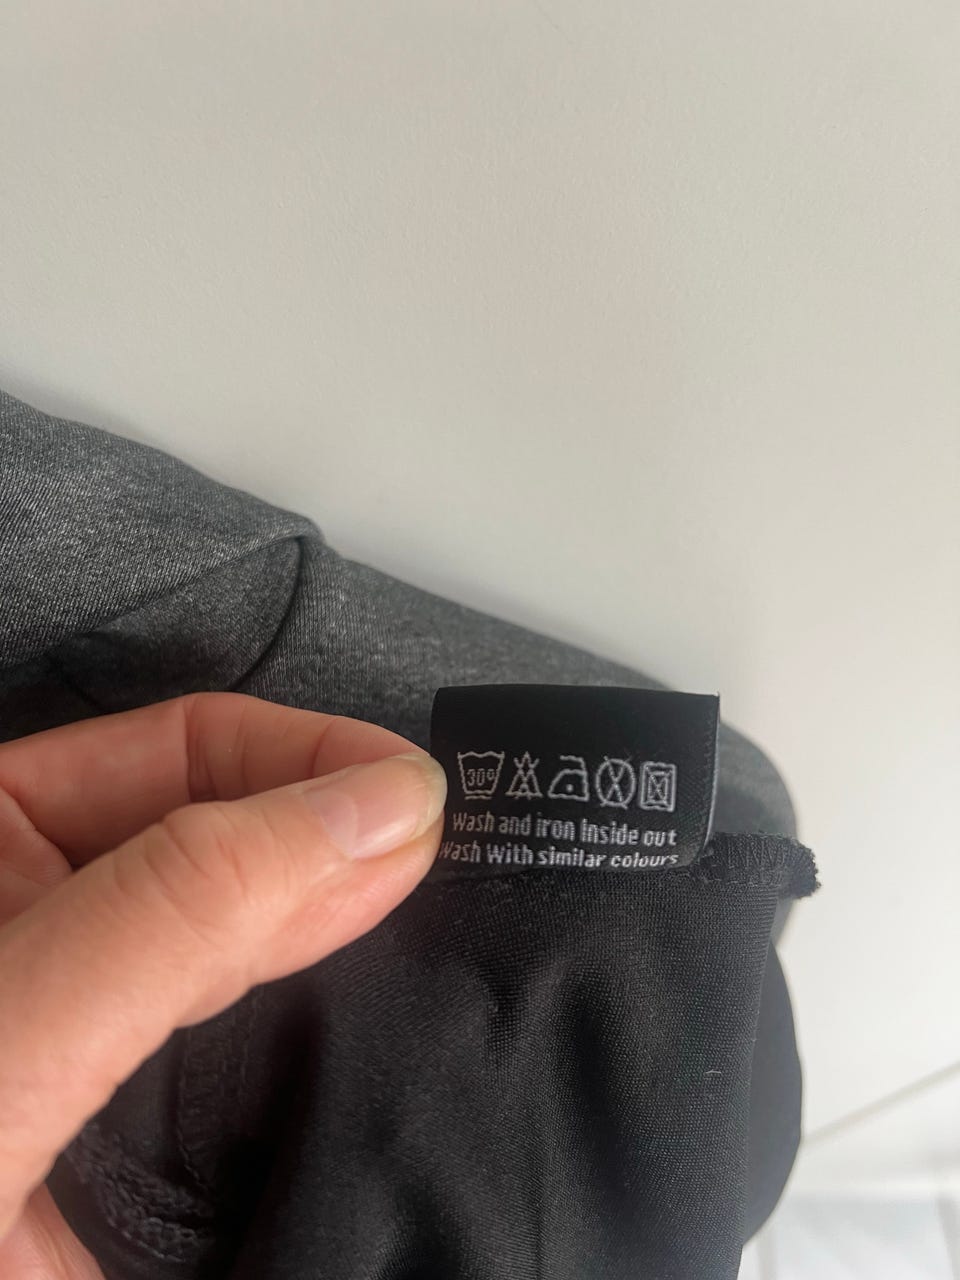 30°
Wash and iron Inside out
Wash With similar colours